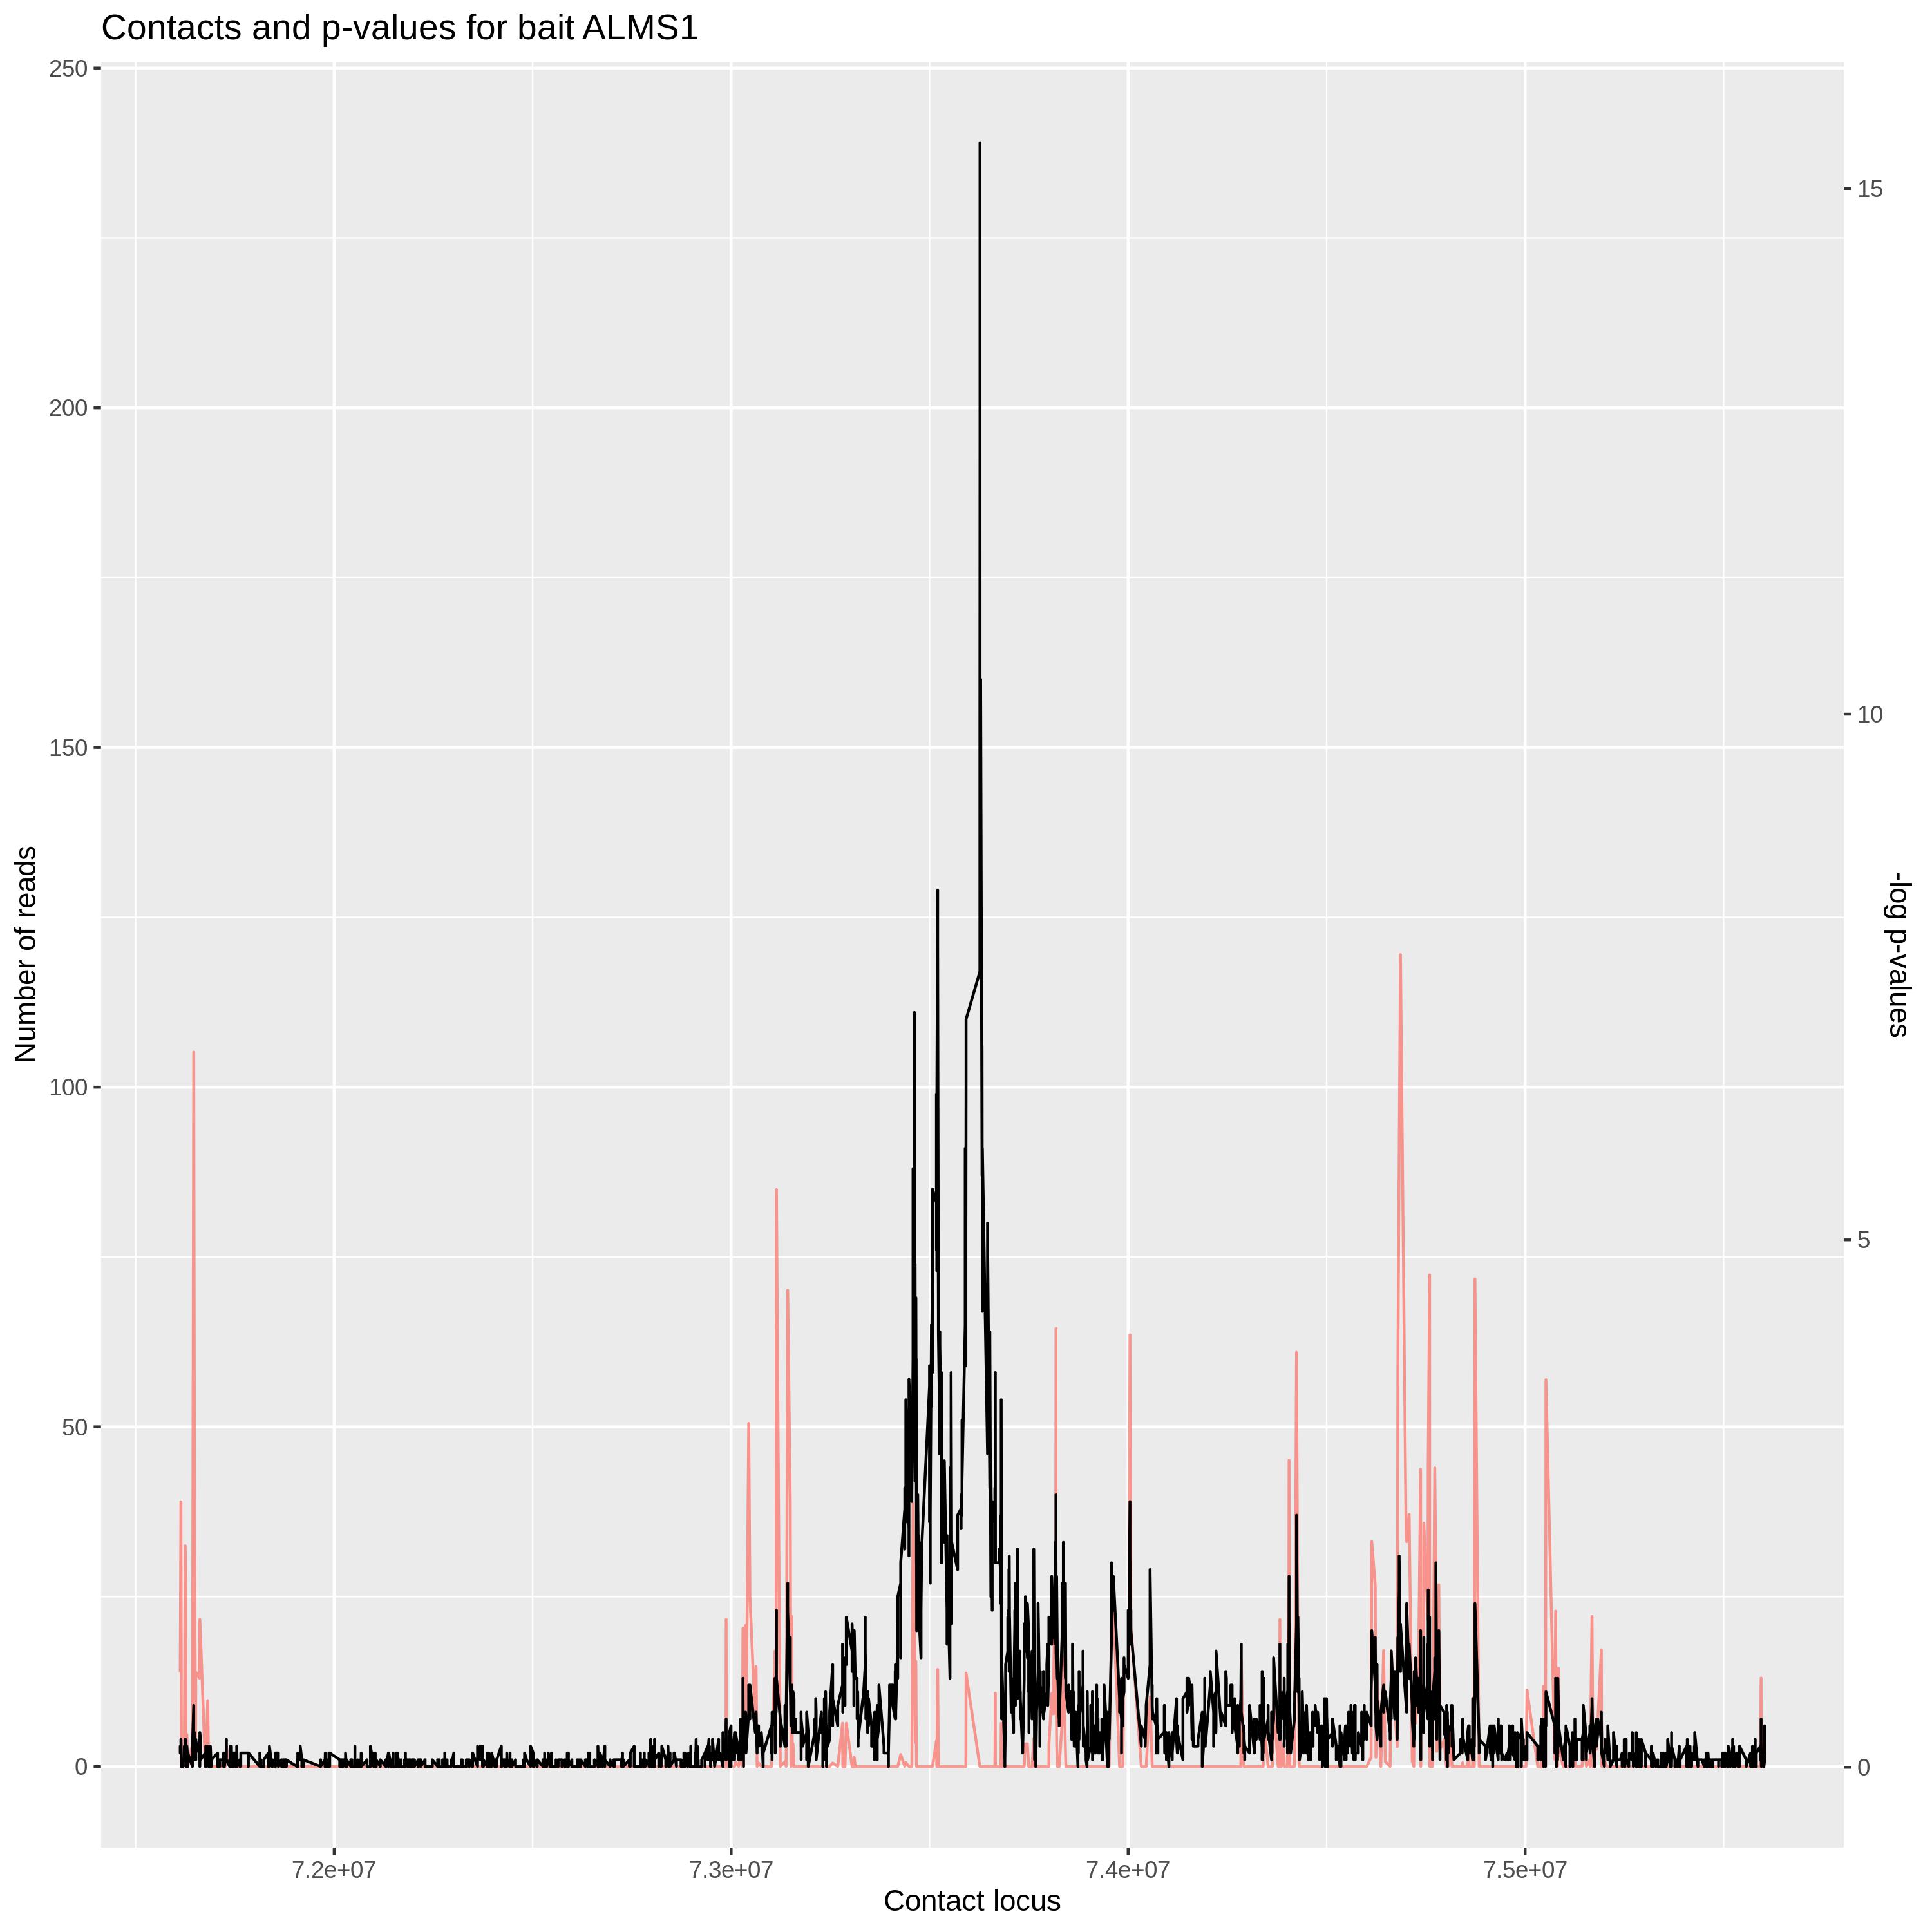 Contacts and p-values for bait ALMS1
250
200
150
100
50
0
Number of reads
15
10
5
0
-log p-values
7.2e+07
7.3e+07
7.4e+07
7.5e+07
Contact locus